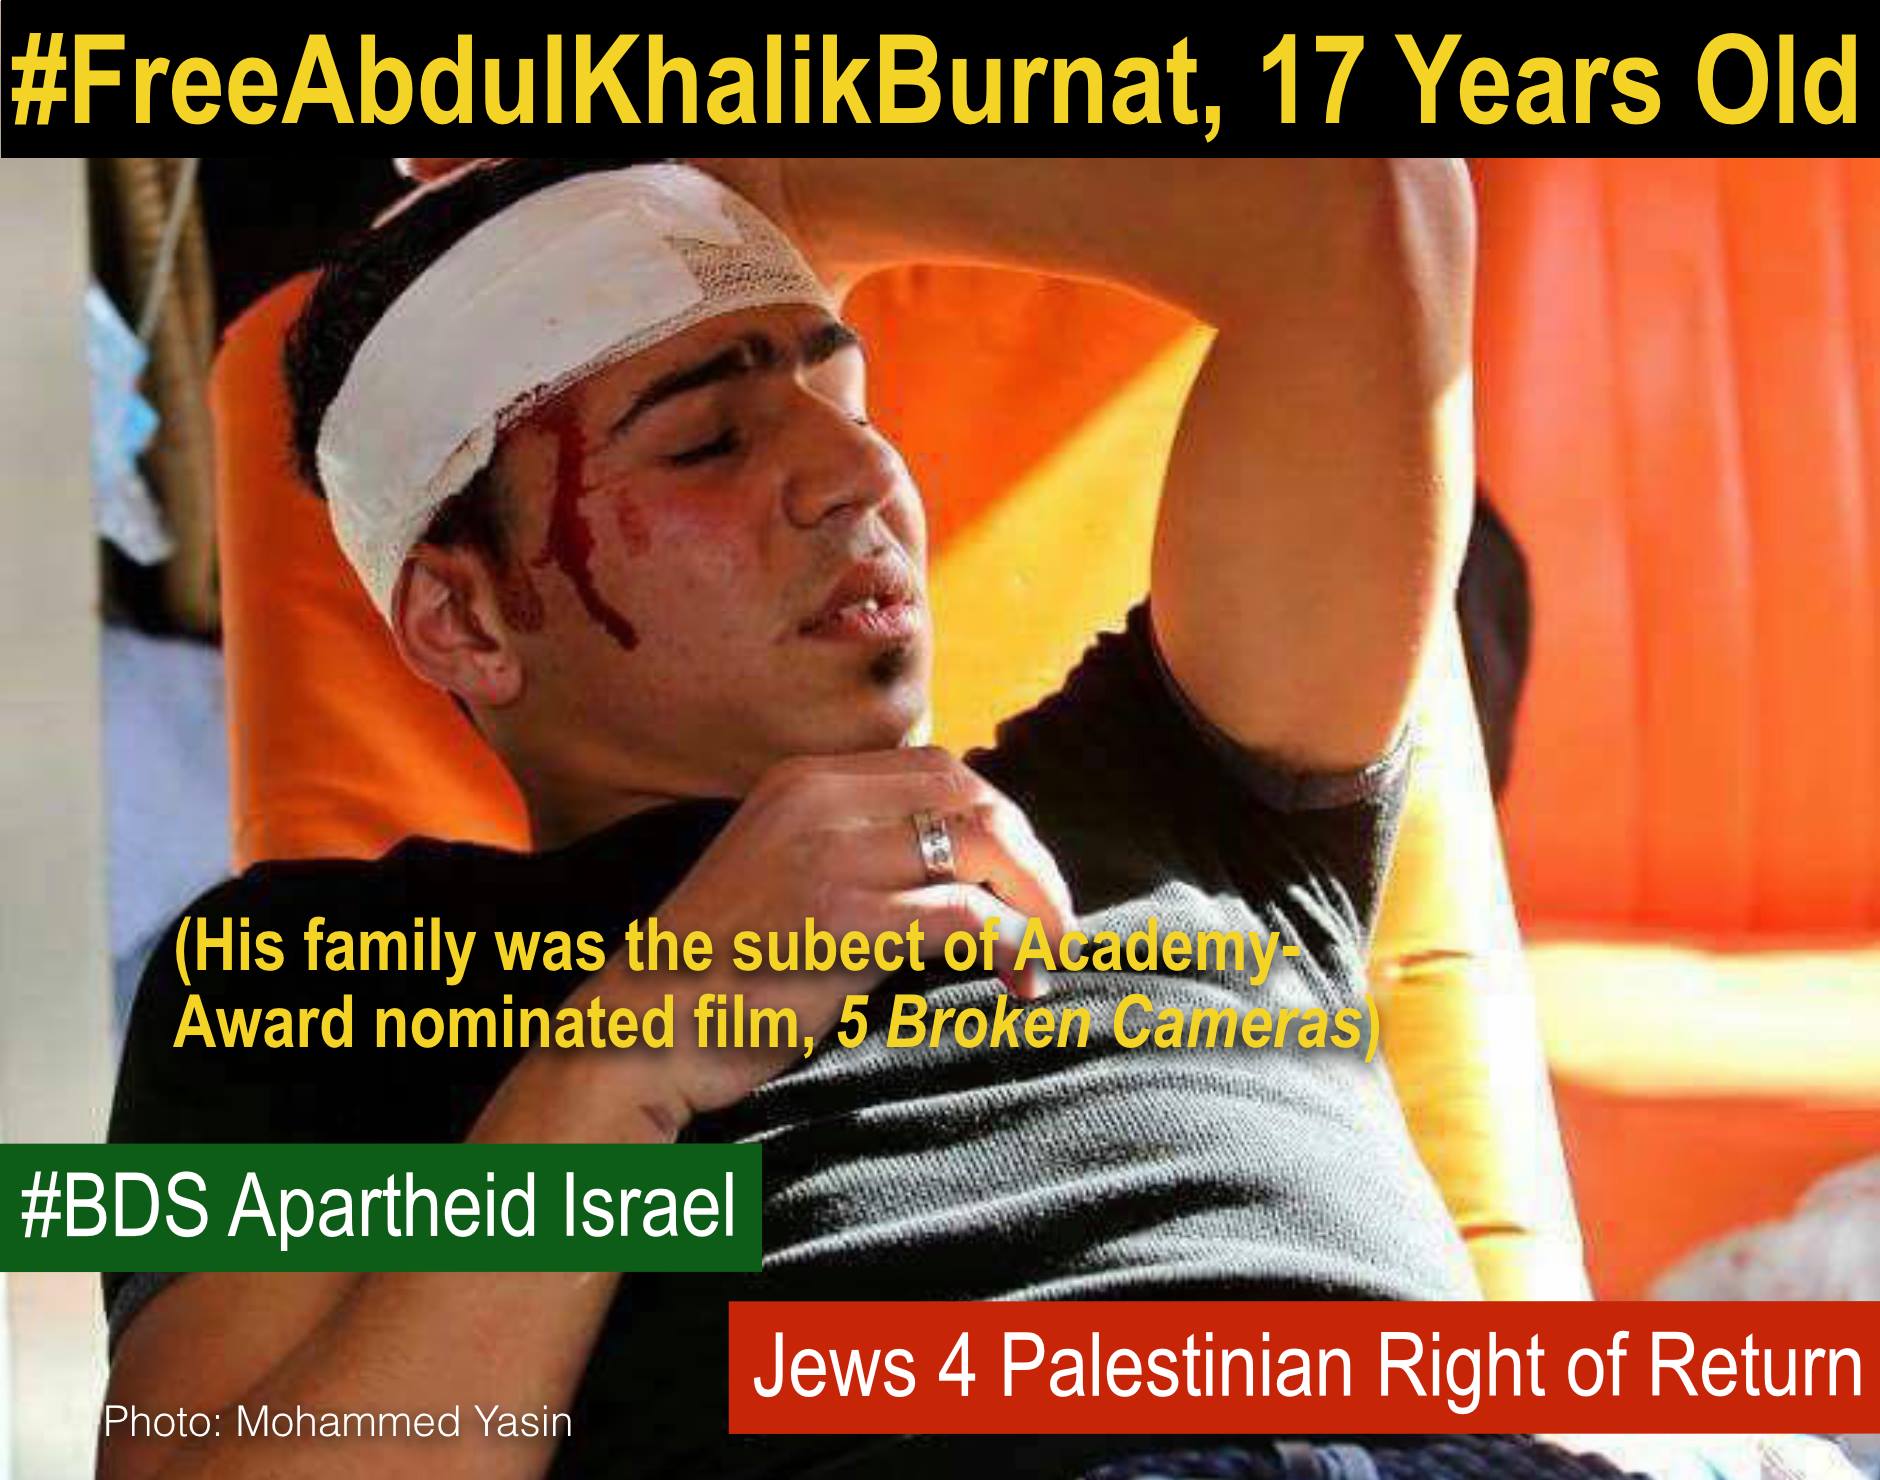 #FreeAbdulKhalikBurnat, 17 Years Old
(His family was the subect of Academy-
Award nominated film, 5 Broken Cameras)
#BDS Apartheid Israel
Jews 4 Palestinian Right of Return
Photo: Mohammed Yasin